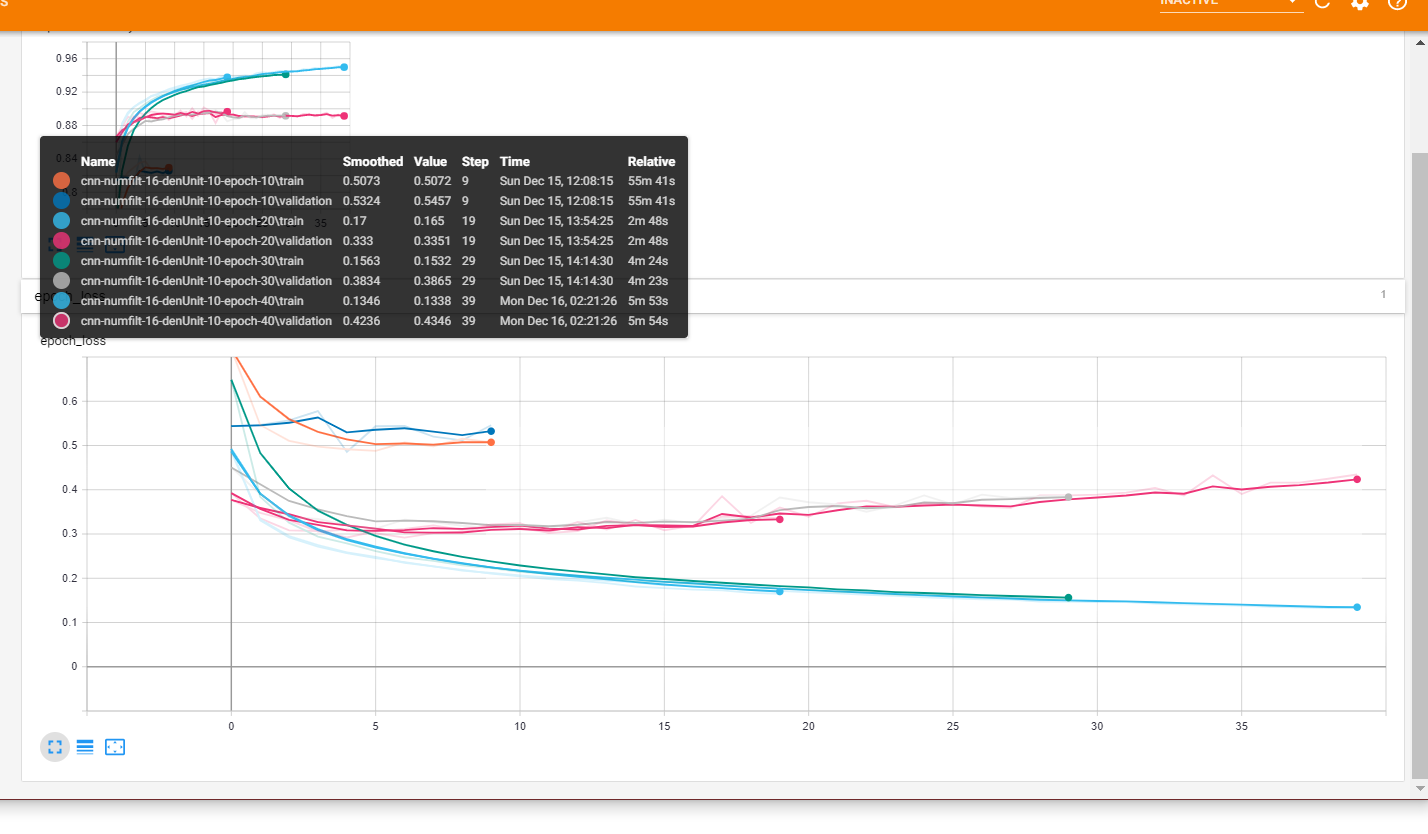 INACTIVE
0.96
0.92
0.88
0.84
Name Smoothed Value Step Time Relative
cnn-numfilt-16-denUnit-10-epoch-10\train 0.5073 0.5072 9 Sun Dec 15, 12:08:15 55m 41s
cnn-numfilt-16-denUnit-10-epoch-10\validation 0.5324 0.5457 9 Sun Dec 15, 12:08:15 55m 41s
cnn-numfilt-16-denUnit-10-epoch-20\train 0.17 0.165 19 Sun Dec 15, 13:54:25 2m 48s
cnn-numfilt-16-denUnit-10-epoch-20\validation 0.333 0.3351 19 Sun Dec 15, 13:54:25 2m 48s
cnn-numfilt-16-denUnit-10-epoch-30\train 0.1563 0.1532 29 Sun Dec 15, 14:14:30 4m 24s
cnn-numfilt-16-denUnit-10-epoch-30\validation 0.3834 0.3865 29 Sun Dec 15, 14:14:30 4m 23s
cnn-numfilt-16-denUnit-10-epoch-40\train 0.1346 0.1338 39 Mon Dec 16, 02:21:26 5m 53s
cnn-numfilt-16-denUnit-10-epoch-40\validation 0.4236 0.4346 39 Mon Dec 16, 02:21:26 5m 54s
35
epoch_loss 1
epoch_loss
0.6
0.5
0.4
0.3
0.2
0.1
0
0 5 10 15 20 25 30 35